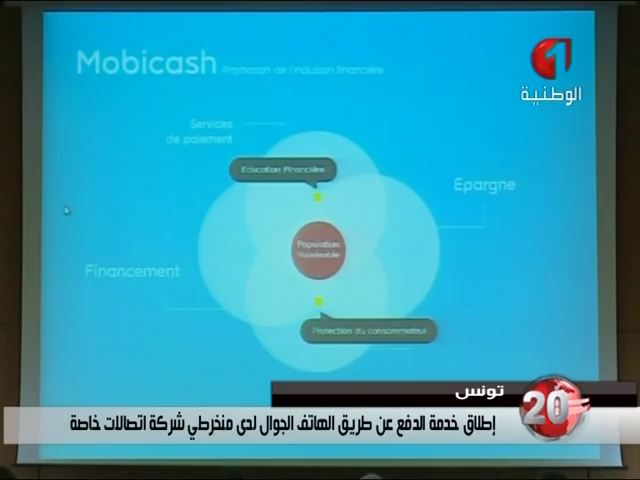 Mobicash Promotion de l'inclusion financière
1
الوطنية
Services
de paiement
Education Financière
Epargne
Population
Vulnérable
Financement
Protection du consommateur
تونس
20
إطلاق خدمة الدفع عن طريق الهاتف الجوال لدى منخرطي شركة اتصالات خاصة